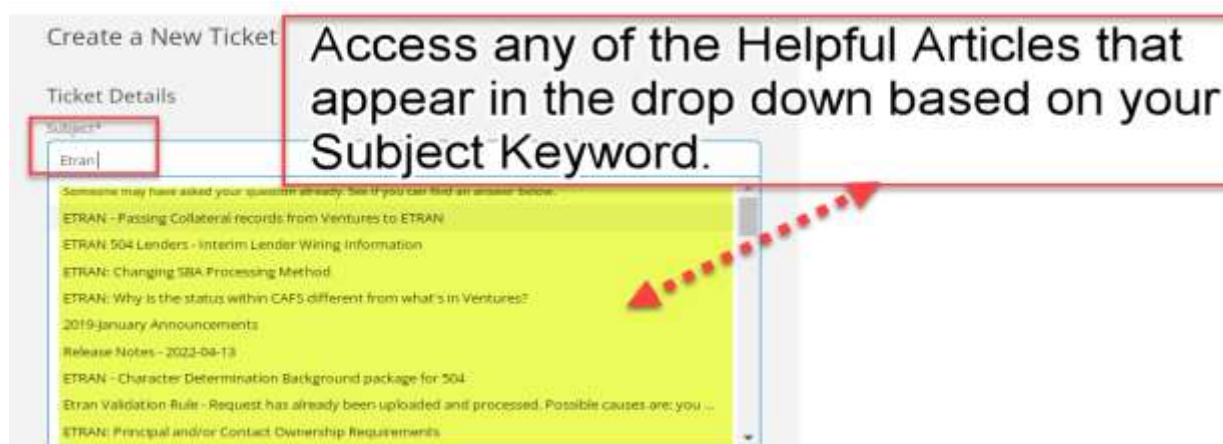 Create a New Ticket
Access any of the Helpful Articles that
appear in the drop down based on your
Subject Keyword.
Ticket Details
Subject*
Etran
Someone may have asked your question already. See if you can find an answer below.
ETRAN - Passing Collateral records from Ventures to ETRAN
ETRAN 504 Lenders - Interim Lender Wiring Information
ETRAN: Changing SBA Processing Method
ETRAN: Why is the status within CAFS different from what's in Ventures?
2019-January Announcements
Release Notes - 2022-04-13
ETRAN - Character Determination Background package for 504
Etran Validation Rule - Request has already been uploaded and processed. Possible causes are: you ...
ETRAN: Principal and/or Contact Ownership Requirements